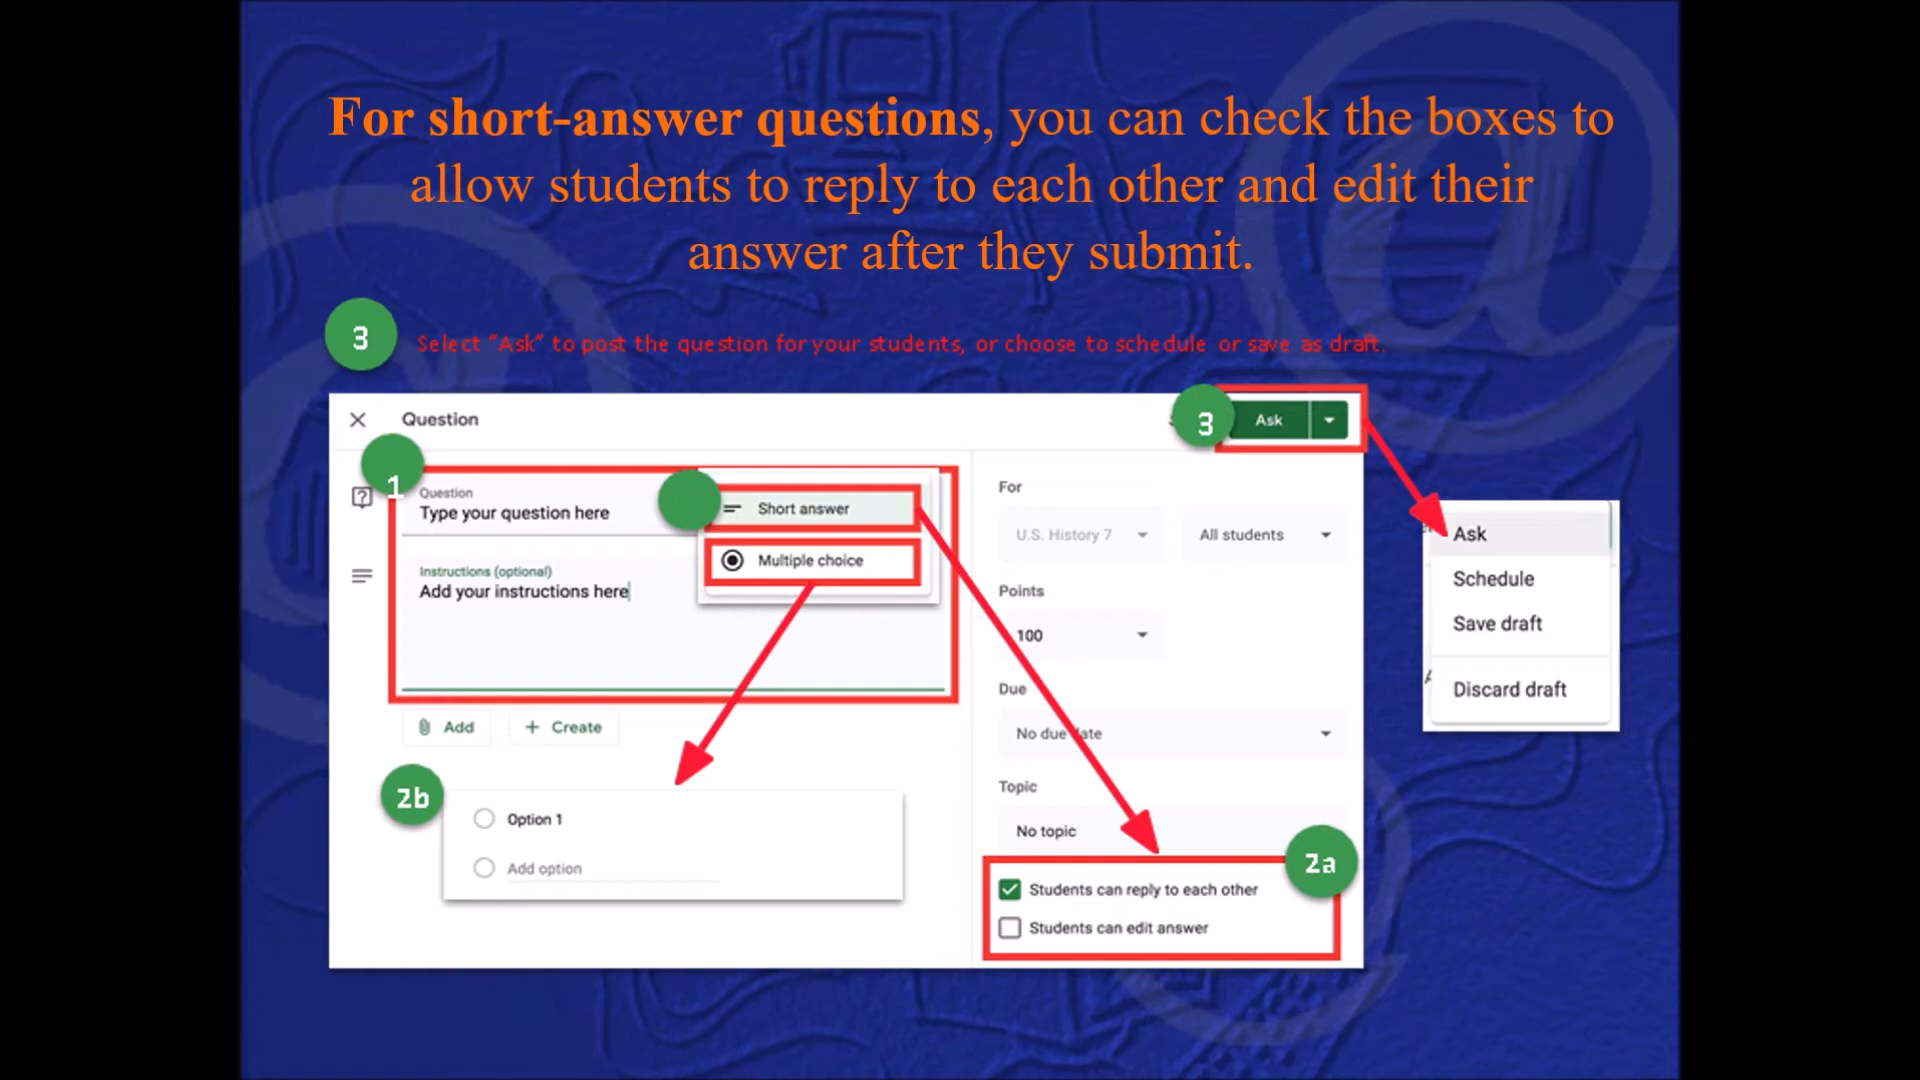 For short-answer questions, you can check the boxes to
allow students to reply to each other and edit their
answer after they submit.
3
Select "Ask" to post the question for your students, or choose to schedule or save as draft.
Question
3
Ask
1
Question
Type your question here
Short answer
Multiple choice
Instructions (optional)
Add your instructions here
Add
Create
2b
Option 1
Add option
For
U.S. History 7
All students
Points
100
Due
No due date
Topic
No topic
2a
Students can reply to each other
Students can edit answer
Ask
Schedule
Save draft
Discard draft